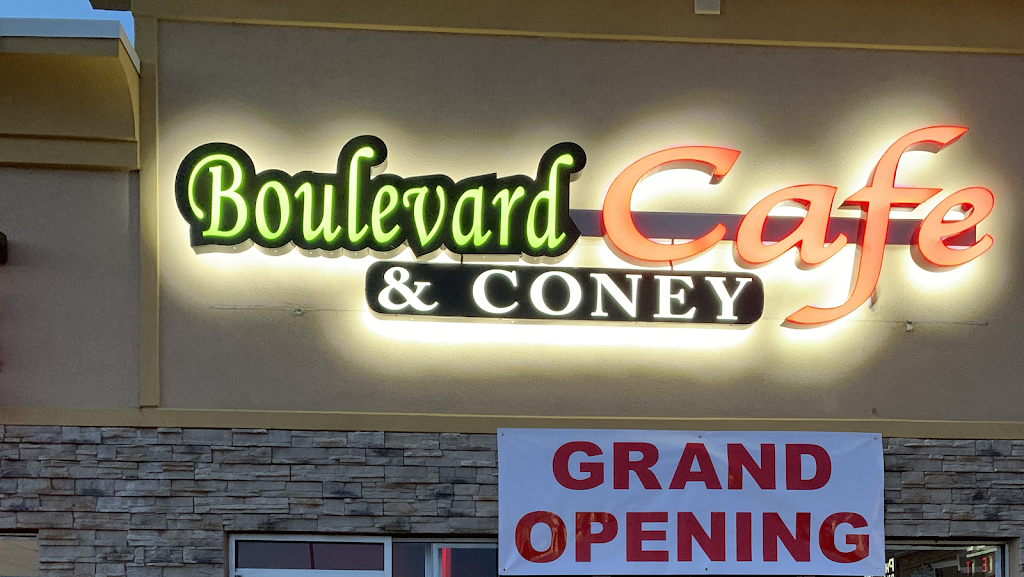 Boulevard Cafe
& CONEY
GRAND
OPENING